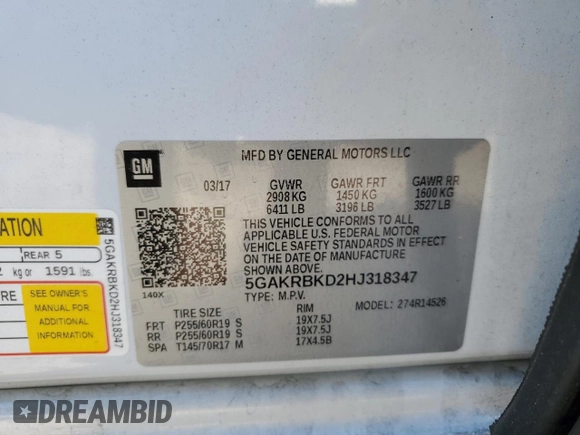 MFD BY GENERAL MOTORS LLC
GM
03/17
GVWR
2908 KG
6411 LB
GAWR FRT
1450 KG
3196 LB
GAWR RR
1600 KG
3527 LB
THIS VEHICLE CONFORMS TO ALL
APPLICABLE U.S. FEDERAL MOTOR
VEHICLE SAFETY STANDARDS IN
EFFECT ON THE DATE OF MANUFACTURE
SHOWN ABOVE.
5GAKRBKD2HJ318347
TYPE: M.P.V.
274R14526
140X
TIRE SIZE
RIM
FRT P255/60R19 S 19X7.5J
RR P255/60R19 S 19X7.5J
SPA T145/70R17 M 17X4.5B
REAR 5
kg or 1591 lbs.
SEE OWNER'S
MANUAL FOR
ADDITIONAL
INFORMATION
5GAKRBKD2HJ318347
DREAMBID